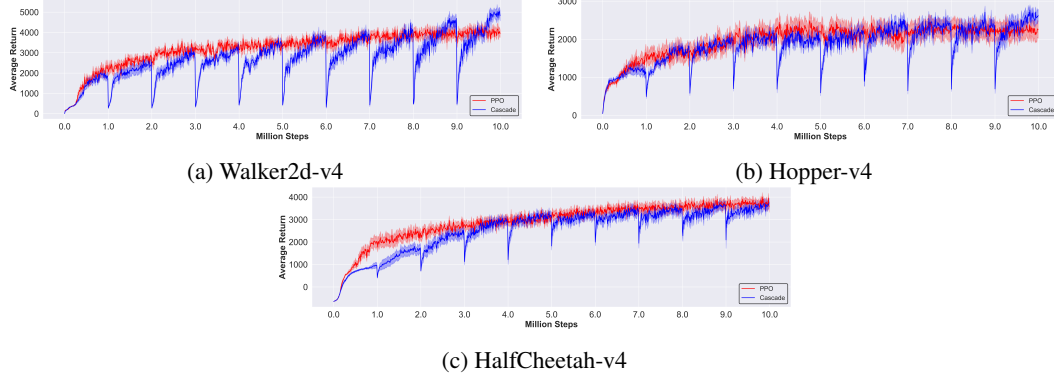 Average Return
5000
4000
3000
2000
1000
0
0.0 1.0 2.0 3.0 4.0 5.0 6.0 7.0 8.0 9.0 10.0
Million Steps
PPO
Cascade
(a) Walker2d-v4
Average Return
3000
2000
1000
0
0.0 1.0 2.0 3.0 4.0 5.0 6.0 7.0 8.0 9.0 10.0
Million Steps
PPO
Cascade
(b) Hopper-v4
Average Return
4000
3000
2000
1000
0
0.0 1.0 2.0 3.0 4.0 5.0 6.0 7.0 8.0 9.0 10.0
Million Steps
PPO
Cascade
(c) HalfCheetah-v4